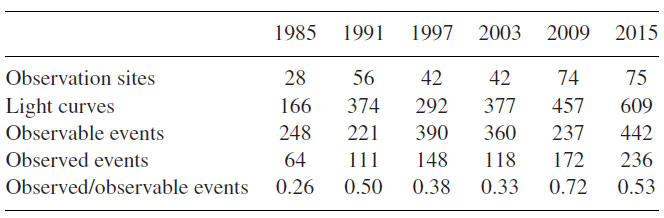 1985 1991 1997 2003 2009 2015
Observation sites 28 56 42 42 74 75
Light curves 166 374 292 377 457 609
Observable events 248 221 390 360 237 442
Observed events 64 111 148 118 172 236
Observed/observable events 0.26 0.50 0.38 0.33 0.72 0.53